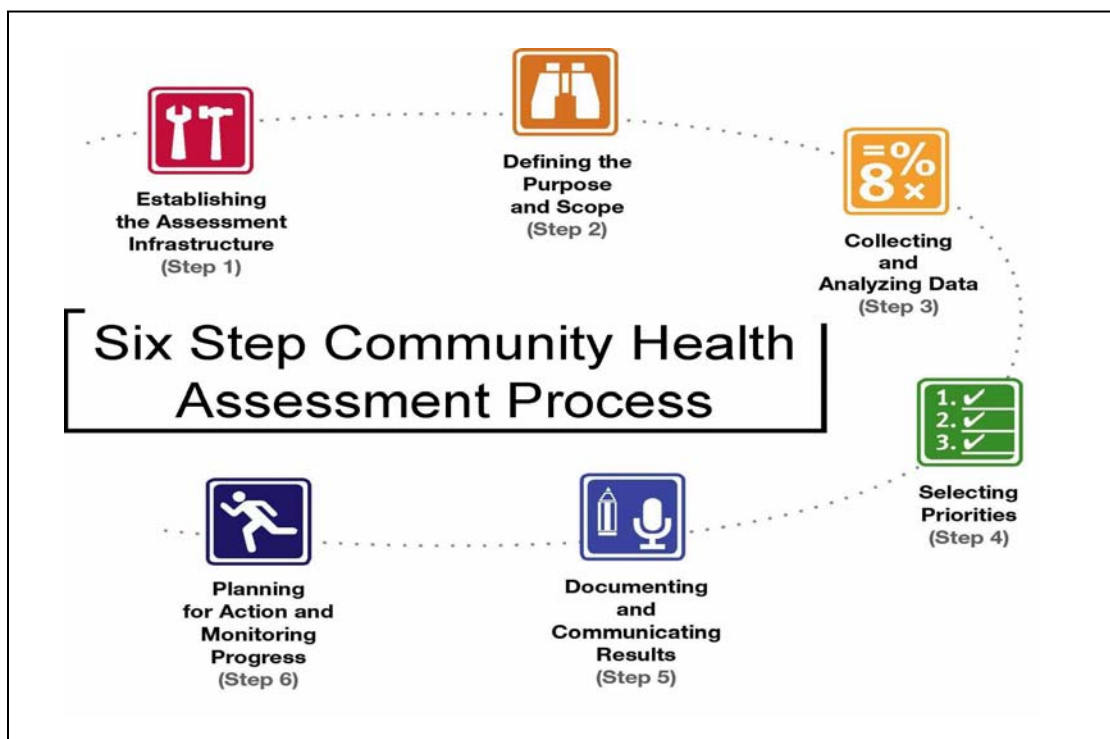 Establishing
the Assessment
Infrastructure
(Step 1)
Defining the
Purpose
and Scope
(Step 2)
=%
8×
Collecting
and
Analyzing Data
(Step 3)
Six Step Community Health
Assessment Process
1. ✓
2. ✓
3. ✓
Selecting
Priorities
(Step 4)
Documenting
and
Communicating
Results
(Step 5)
Planning
for Action and
Monitoring
Progress
(Step 6)